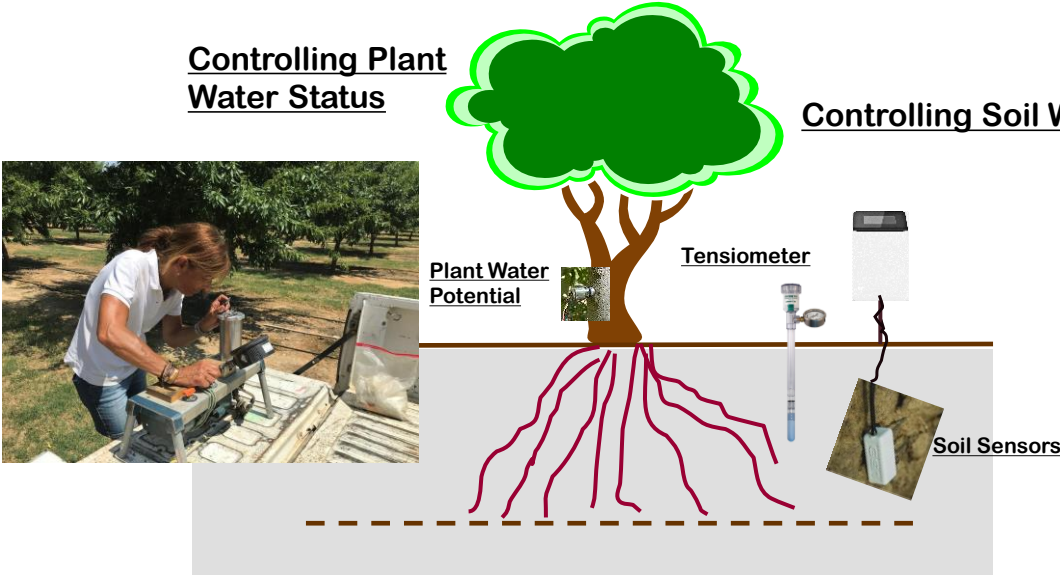 Controlling Plant
Water Status
Controlling Soil W
Plant Water
Potential
Tensiometer
Soil Sensors